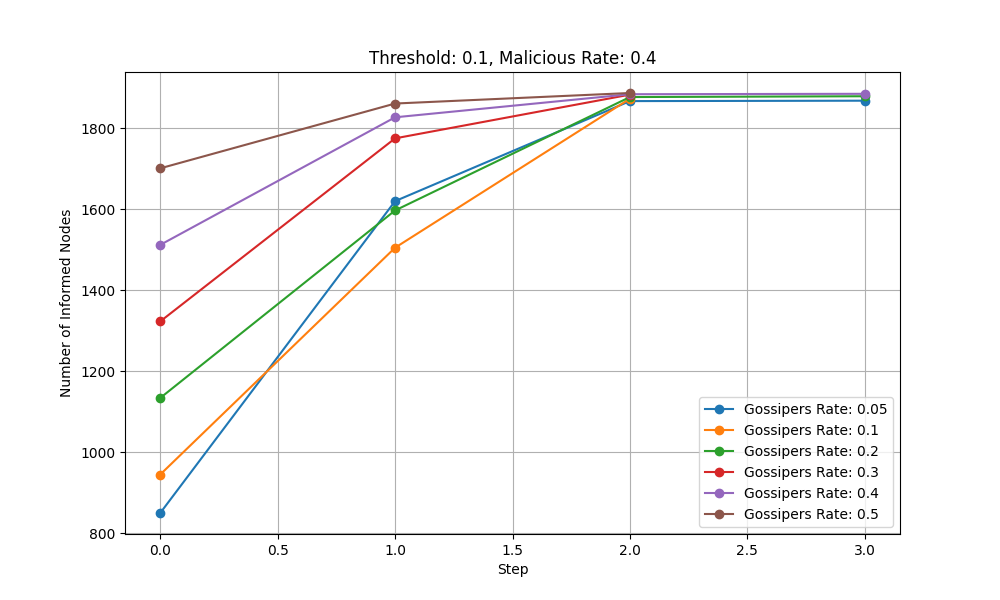 Threshold: 0.1, Malicious Rate: 0.4
Number of Informed Nodes
1800
1600
1400
1200
1000
800
0.0 0.5 1.0 1.5 2.0 2.5 3.0
Step
Gossipers Rate: 0.05
Gossipers Rate: 0.1
Gossipers Rate: 0.2
Gossipers Rate: 0.3
Gossipers Rate: 0.4
Gossipers Rate: 0.5